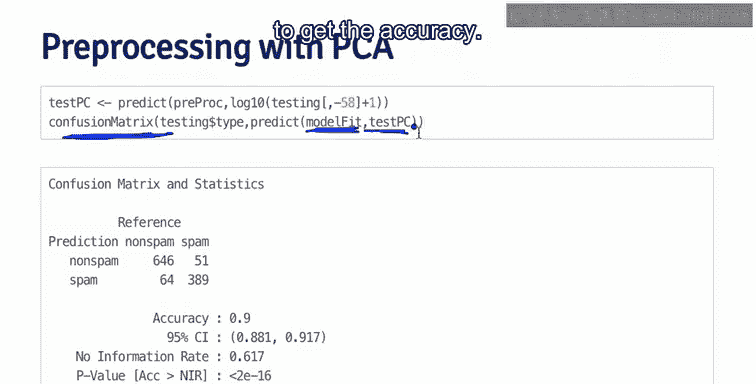 to get the accuracy.
Preprocessing with PCA
testPC <- predict(preProc,log10(testing[,-58]+1))
confusionMatrix(testing$type,predict(modelFit,testPC))
Confusion Matrix and Statistics
Reference
Prediction nonspam spam
nonspam 646 51
spam 64 389
Accuracy : 0.9
95% CI : (0.881, 0.917)
No Information Rate : 0.617
P-Value [Acc > NIR] : <2e-16